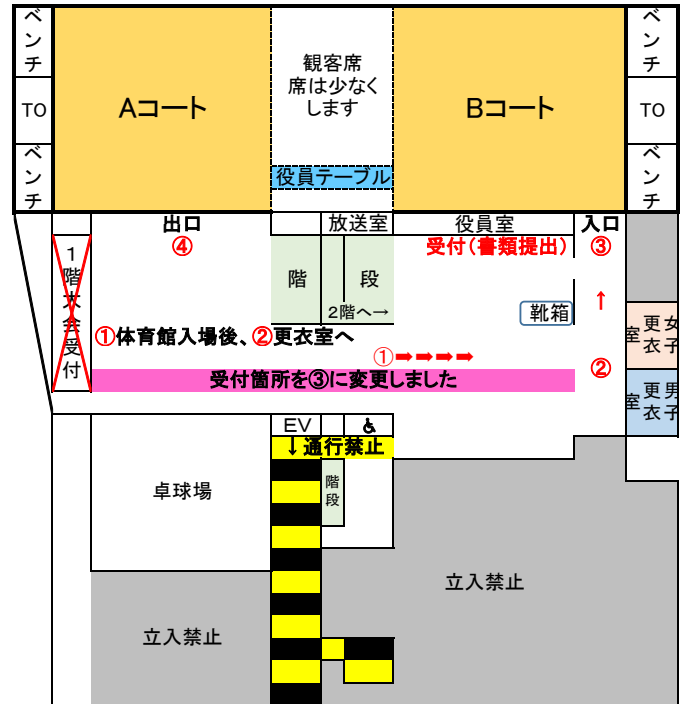 ベンチ
TO
ベンチ
Aコート
観客席
席は少なく
します
役員テーブル
Bコート
ベンチ
TO
ベンチ
出口
④
放送室
役員室
入口
受付(書類提出)
③
1階大会受付
階
段
2階へ→
靴箱
↑
①体育館入場後、②更衣室へ
①➡➡➡➡
②
受付箇所を③に変更しました
女子更衣室
男子更衣室
EV
♿
↓通行禁止
階段
卓球場
立入禁止
立入禁止